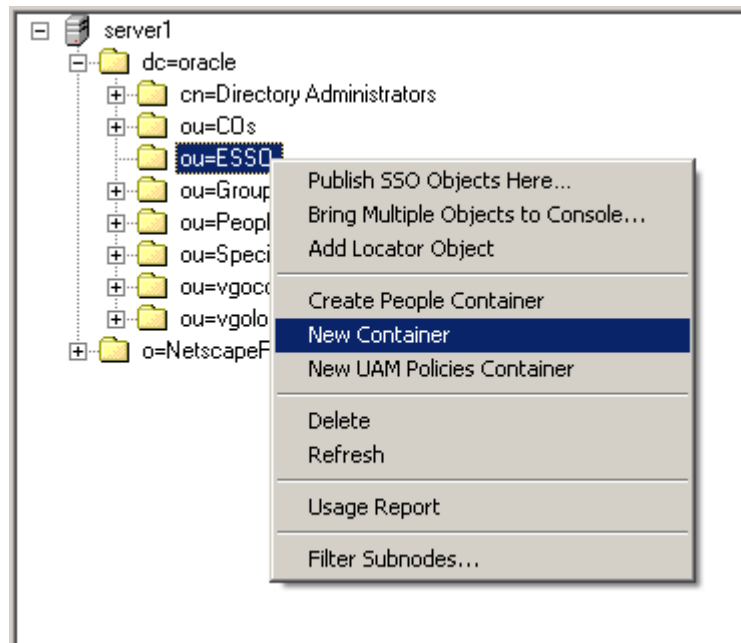 server1
dc=oracle
cn=Directory Administrators
ou=COs
ou=ESSO
ou=Group
ou=Peopl
ou=Speci
ou=vgoco
ou=vgolo
o=NetscapeF
Publish SSO Objects Here...
Bring Multiple Objects to Console...
Add Locator Object
Create People Container
New Container
New UAM Policies Container
Delete
Refresh
Usage Report
Filter Subnodes...